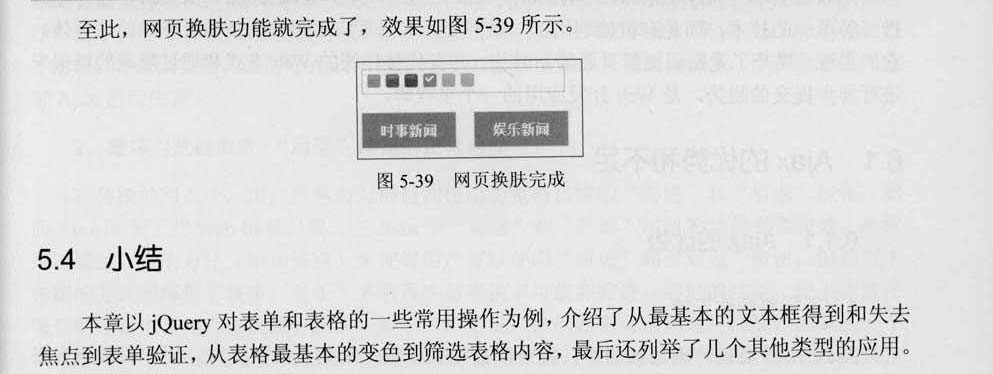 至此，网页换肤功能就完成了，效果如图 5-39 所示。
时事新闻 娱乐新闻
图 5-39 网页换肤完成
5.4 小结
本章以 jQuery 对表单和表格的一些常用操作为例，介绍了从最基本的文本框得到和失去
焦点到表单验证，从表格最基本的变色到筛选表格内容，最后还列举了几个其他类型的应用。